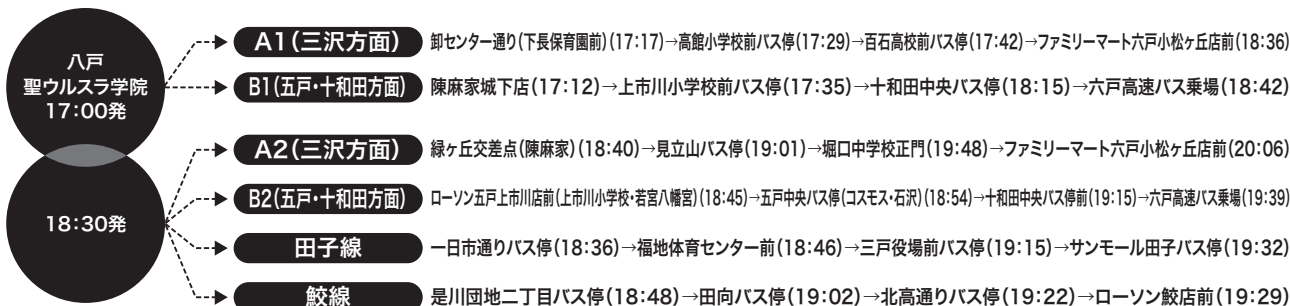 八戸
聖ウルスラ学院
17:00発
A1(三沢方面) 卸センター通り(下長保育園前)(17:17)→高館小学校前バス停(17:29)→百石高校前バス停(17:42)→ファミリーマート六戸小松ヶ丘店前(18:36)
B1(五戸・十和田方面) 陳麻家城下店(17:12)→上市川小学校前バス停(17:35)→十和田中央バス停(18:15)→六戸高速バス乗場(18:42)
18:30発
A2(三沢方面) 緑ヶ丘交差点(陳麻家)(18:40)→見立山バス停(19:01)→堀口中学校正門(19:48)→ファミリーマート六戸小松ヶ丘店前(20:06)
B2(五戸・十和田方面) ローソン五戸上市川店前(上市川小学校・若宮八幡宮)(18:45)→五戸中央バス停(コスモス・石沢)(18:54)→十和田中央バス停前(19:15)→六戸高速バス乗場(19:39)
田子線 一日市通りバス停(18:36)→福地体育センター前(18:46)→三戸役場前バス停(19:15)→サンモール田子バス停(19:32)
鮫線 是川団地二丁目バス停(18:48)→田向バス停(19:02)→北高通りバス停(19:22)→ローソン鮫店前(19:29)